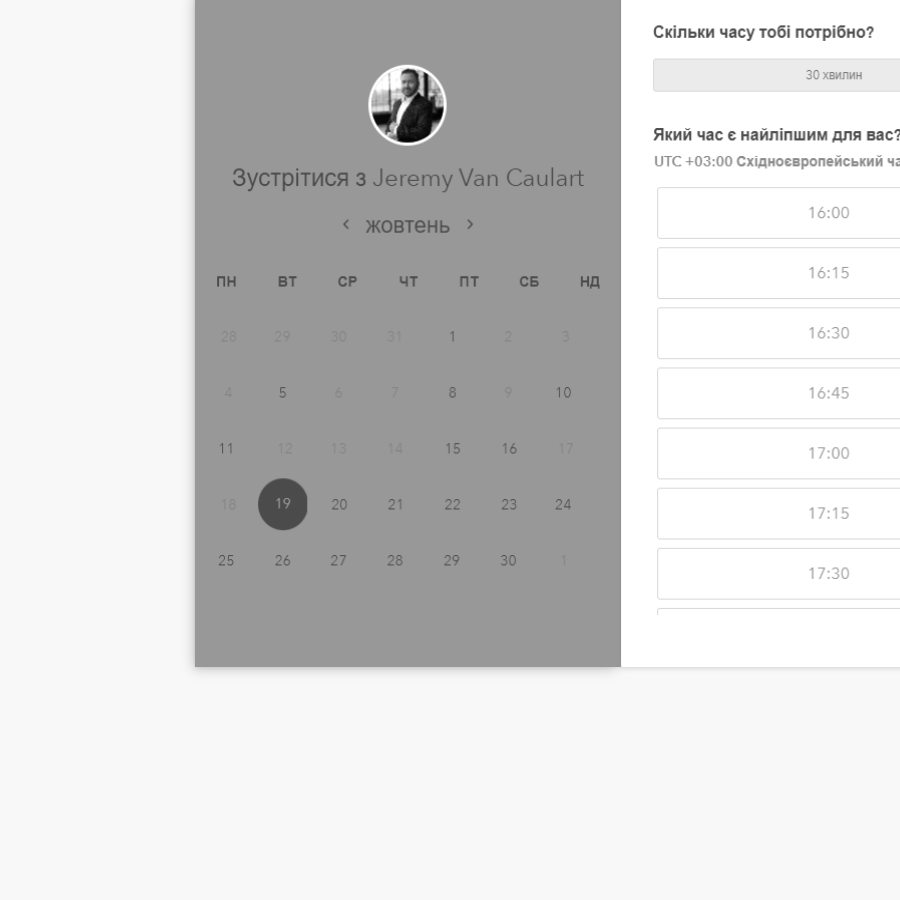 Зустрітися з Jeremy Van Caulart
жовтень
ПН ВТ СР ЧТ ПТ СБ НД
28 29 30 31 1 2 3
4 5 6 7 8 9 10
11 12 13 14 15 16 17
18 19 20 21 22 23 24
25 26 27 28 29 30 1
Скільки часу тобі потрібно?
30 хвилин
Який час є найліпшим для вас?
UTC +03:00 Східноєвропейський ча
16:00
16:15
16:30
16:45
17:00
17:15
17:30